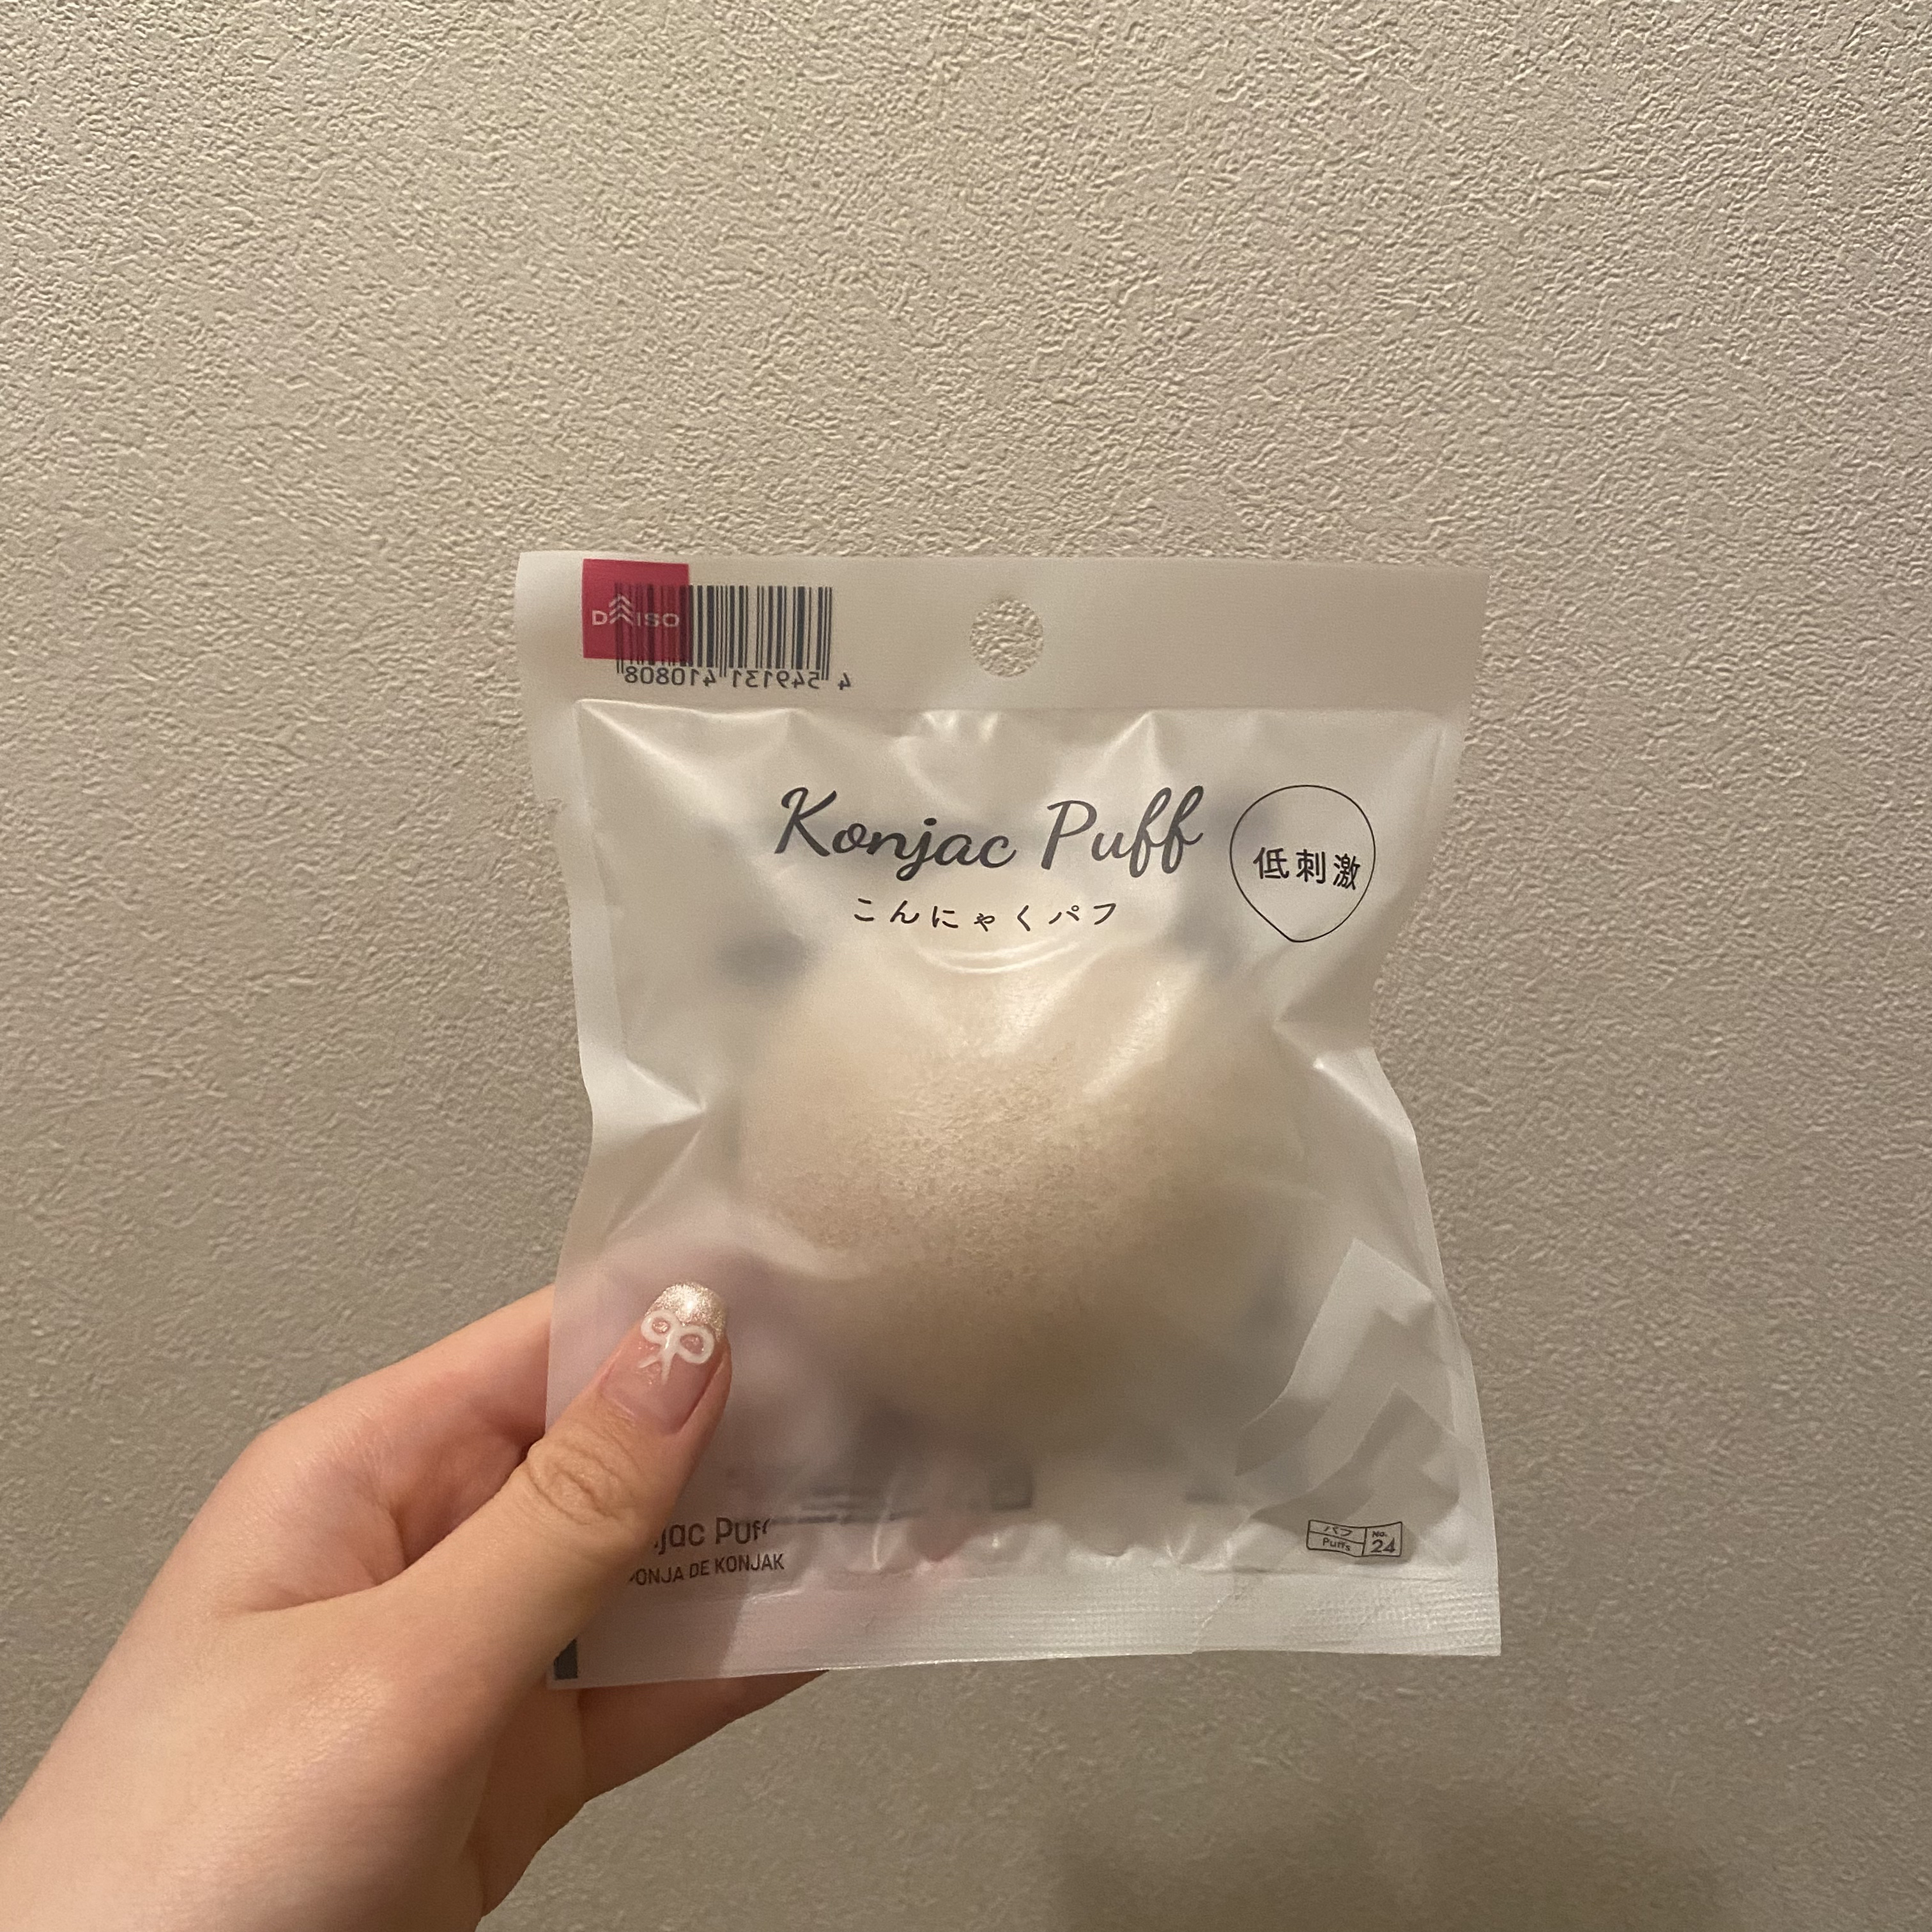 DAISO
4 549131 410808
Konjac Puff
低刺激
こんにゃくパフ
jac Puff
ONJA DE KONJAK
パフ
Puffs
No.
24